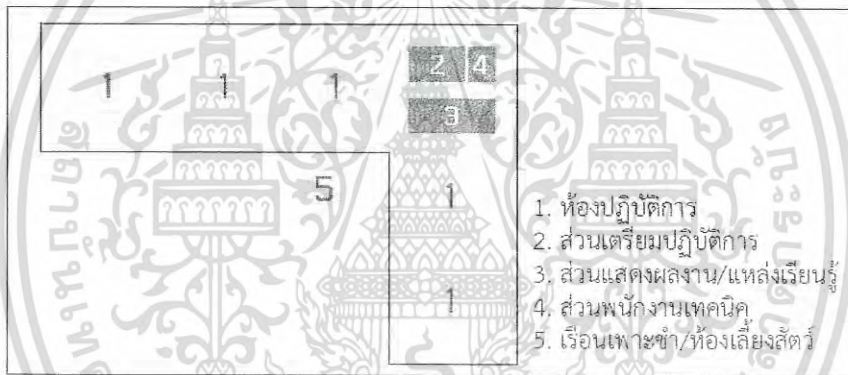 1 1 1 2 4
3
5 1
1
1. ห้องปฏิบัติการ
2. ส่วนเตรียมปฏิบัติการ
3. ส่วนแสดงผลงาน/แหล่งเรียนรู้
4. ส่วนพนักงานเทคนิค
5. เรือนเพาะชำ/ห้องเลี้ยงสัตว์